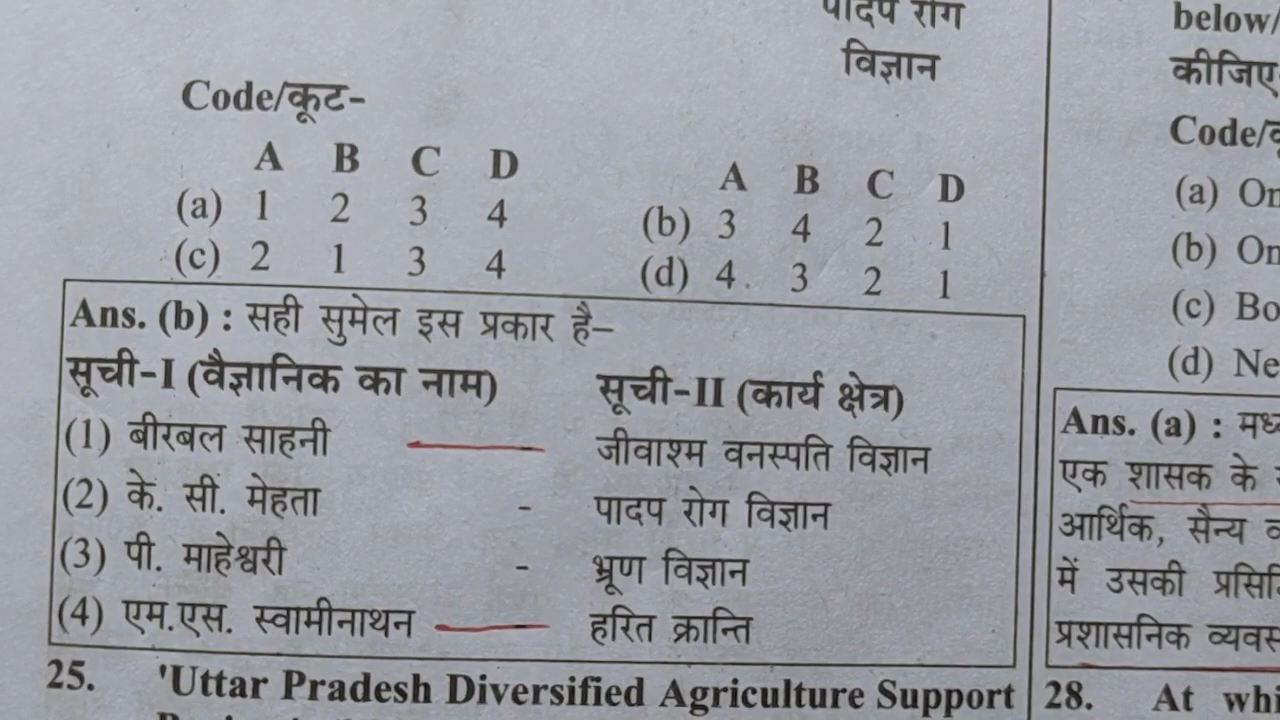 पादप रोग
विज्ञान
Code/कूट-
A B C D
(a) 1 2 3 4
(c) 2 1 3 4
A B C D
(b) 3 4 2 1
(d) 4 3 2 1
Ans. (b) : सही सुमेल इस प्रकार है–
सूची-I (वैज्ञानिक का नाम) सूची-II (कार्य क्षेत्र)
(1) बीरबल साहनी जीवाश्म वनस्पति विज्ञान
(2) के. सी. मेहता - पादप रोग विज्ञान
(3) पी. माहेश्वरी - भ्रूण विज्ञान
(4) एम.एस. स्वामीनाथन हरित क्रान्ति
25. 'Uttar Pradesh Diversified Agriculture Support
below/
कीजिए
Code/
(a) On
(b) On
(c) Bo
(d) Ne
Ans. (a) :
एक शासक के
आर्थिक, सैन्य
में उसकी
प्रशासनिक
28. At whi